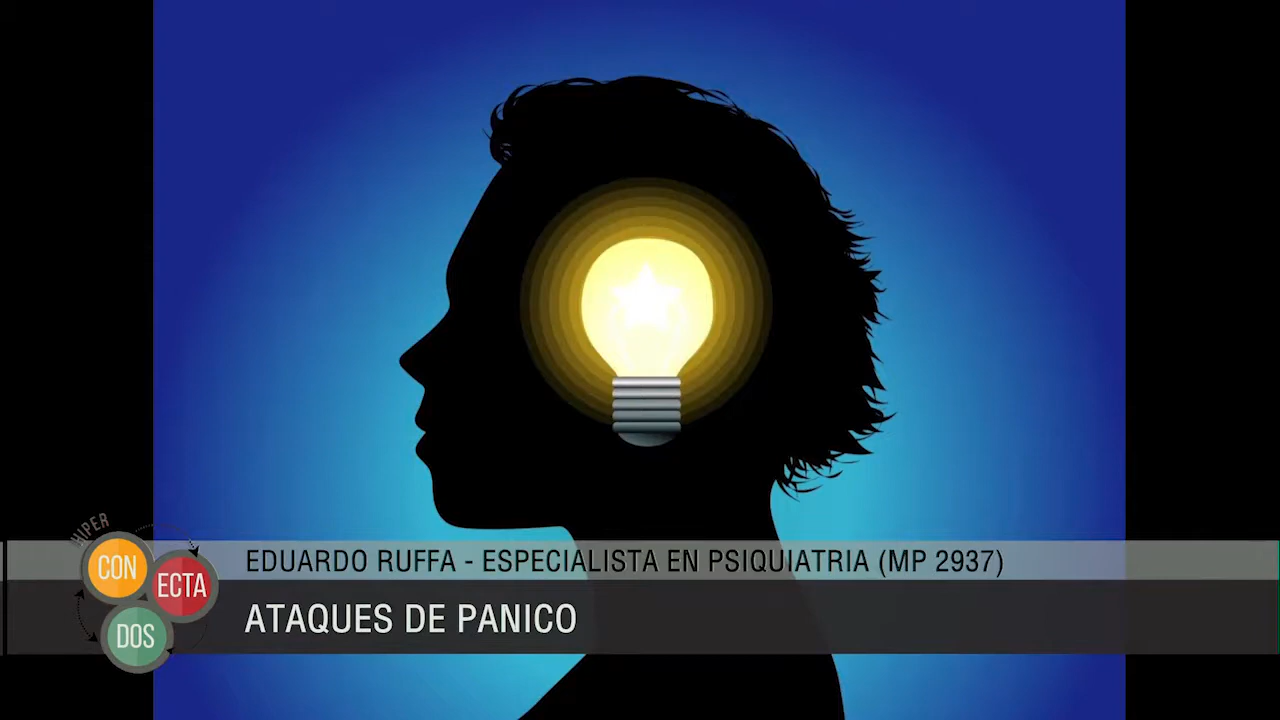 HIPER
CON
ECTA
DOS
EDUARDO RUFFA - ESPECIALISTA EN PSIQUIATRIA (MP 2937)
ATAQUES DE PANICO